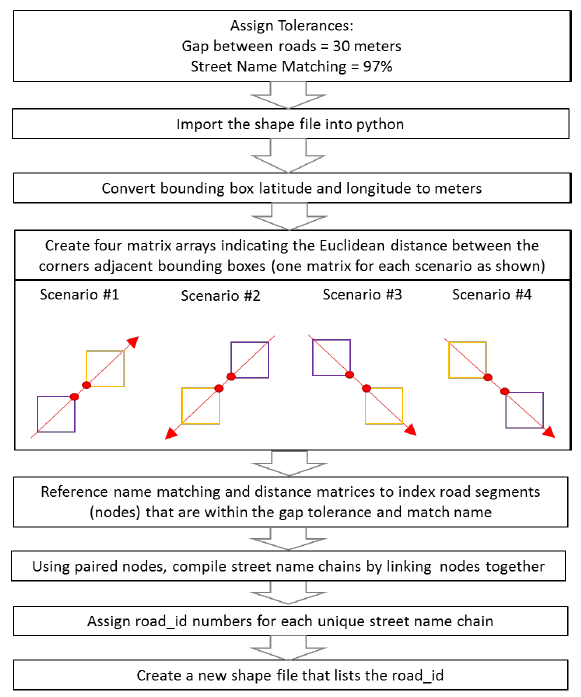 Assign Tolerances:
Gap between roads = 30 meters
Street Name Matching = 97%
Import the shape file into python
Convert bounding box latitude and longitude to meters
Create four matrix arrays indicating the Euclidean distance between the
corners adjacent bounding boxes (one matrix for each scenario as shown)
Scenario #1
Scenario #2
Scenario #3
Scenario #4
Reference name matching and distance matrices to index road segments
(nodes) that are within the gap tolerance and match name
Using paired nodes, compile street name chains by linking nodes together
Assign road_id numbers for each unique street name chain
Create a new shape file that lists the road_id